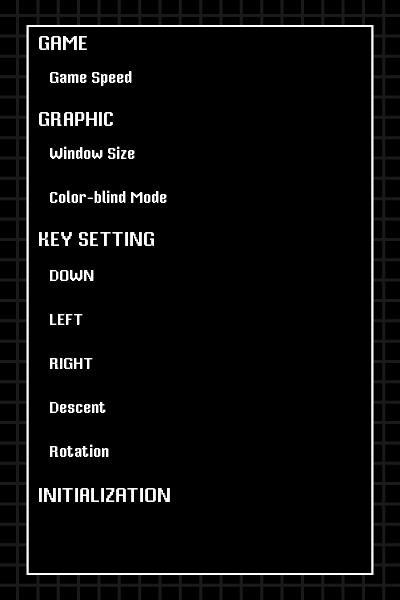 GAME
Game Speed
GRAPHIC
Window Size
Color-blind Mode
KEY SETTING
DOWN
LEFT
RIGHT
Descent
Rotation
INITIALIZATION